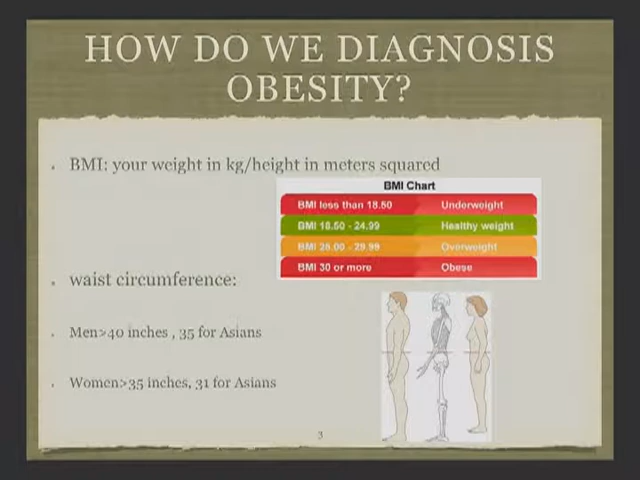 HOW DO WE DIAGNOSIS
OBESITY?
BMI: your weight in kg/height in meters squared
BMI Chart
BMI less than 18.50 Underweight
BMI 18.50 - 24.99 Healthy weight
BMI 25.00 - 29.99 Overweight
BMI 30 or more Obese
waist circumference:
Men>40 inches , 35 for Asians
Women>35 inches, 31 for Asians
3